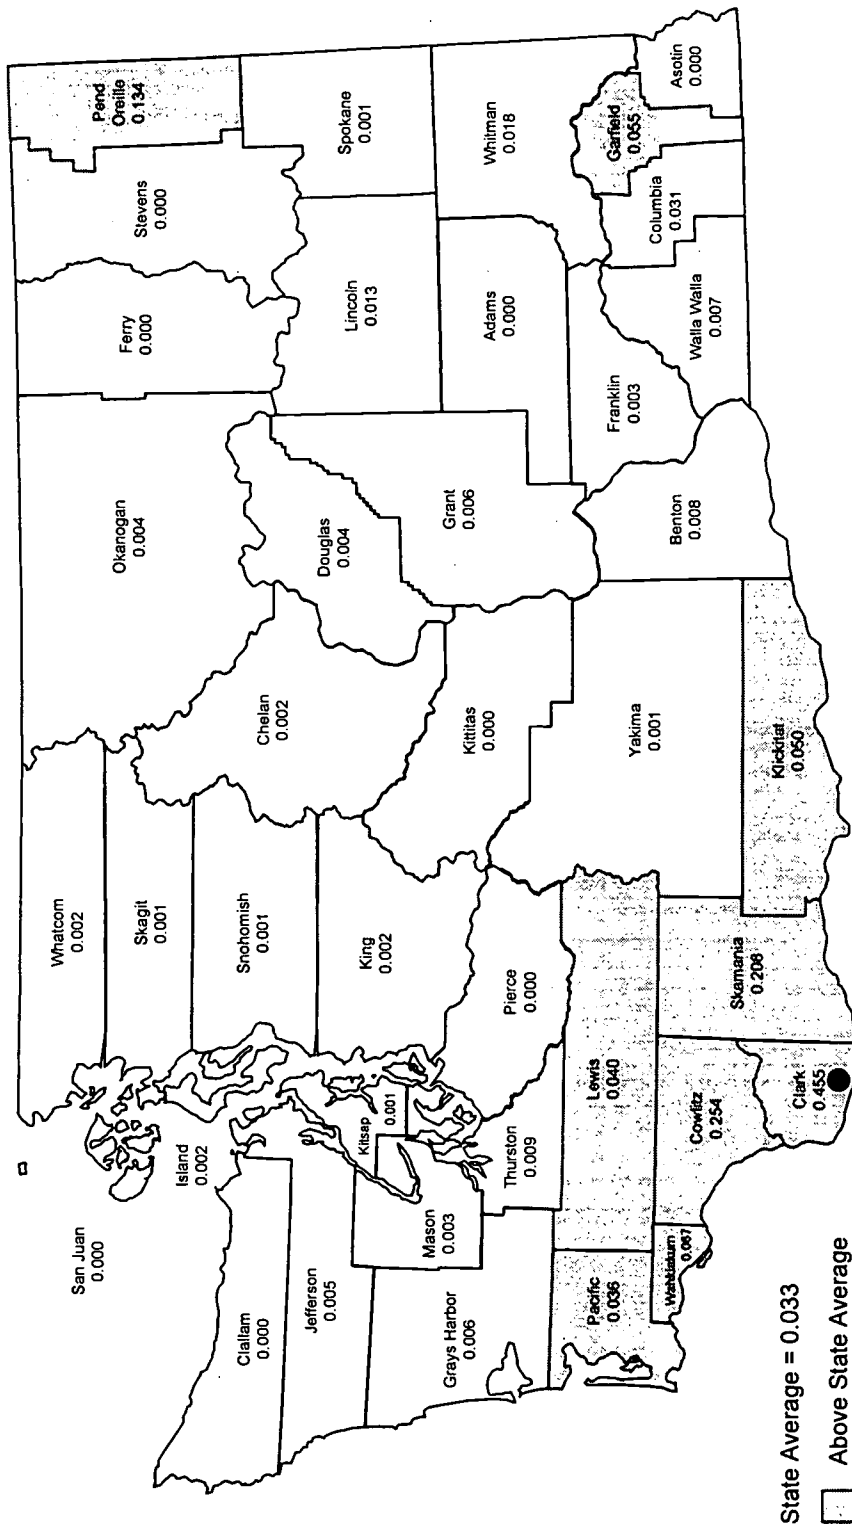 San Juan
0.000
Whatcom
0.002
Skagit
0.001
Island
0.002
Snohomish
0.001
Clallam
0.000
Jefferson
0.005
Kitsap
0.001
King
0.002
Mason
0.003
Grays Harbor
0.006
Thurston
0.009
Pierce
0.000
Pacific
0.036
Lewis
0.040
Wahkiakum
0.067
Cowlitz
0.254
Clark
0.455
Skamania
0.208
Klickitat
0.050
Yakima
0.001
Kittitas
0.000
Chelan
0.002
Okanogan
0.004
Douglas
0.004
Grant
0.006
Benton
0.008
Franklin
0.003
Walla Walla
0.007
Adams
0.000
Lincoln
0.013
Ferry
0.000
Stevens
0.000
Pend
Oreille
0.134
Spokane
0.001
Whitman
0.018
Columbia
0.031
Garfield
0.055
Asotin
0.000
State Average = 0.033
Above State Average